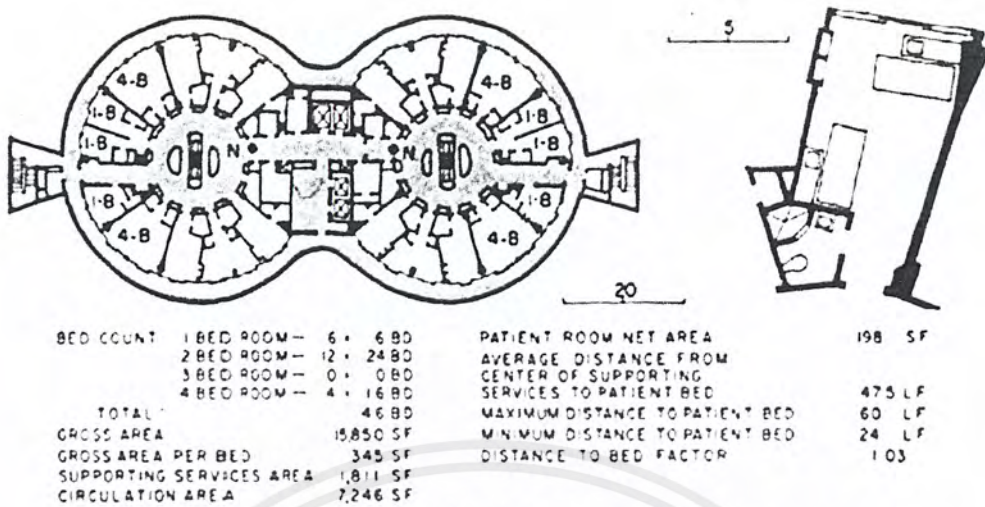 5
4-B
4-B
1-B
1-B
1-B
1-B
N
N
1-B
1-B
4-B
4-B
20
BED COUNT 1 BED ROOM – 6 = 6 BD
2 BED ROOM – 12 = 24 BD
3 BED ROOM – 0 = 0 BD
4 BED ROOM – 4 = 16 BD
TOTAL 46 BD
GROSS AREA 15,850 SF
GROSS AREA PER BED 345 SF
SUPPORTING SERVICES AREA 1,811 SF
CIRCULATION AREA 7,246 SF
PATIENT ROOM NET AREA 198 SF
AVERAGE DISTANCE FROM
CENTER OF SUPPORTING
SERVICES TO PATIENT BED 47.5 LF
MAXIMUM DISTANCE TO PATIENT BED 60 LF
MINIMUM DISTANCE TO PATIENT BED 24 LF
DISTANCE TO BED FACTOR 1.03